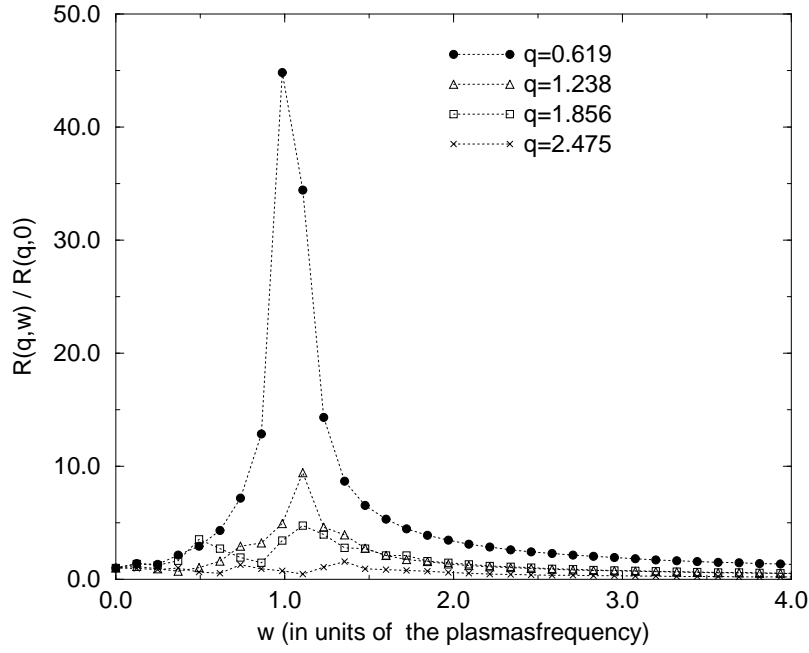 50.0
40.0
30.0
20.0
10.0
0.0
R(q,w) / R(q,0)
q=0.619
q=1.238
q=1.856
q=2.475
0.0 1.0 2.0 3.0 4.0
w (in units of the plasmasfrequency)